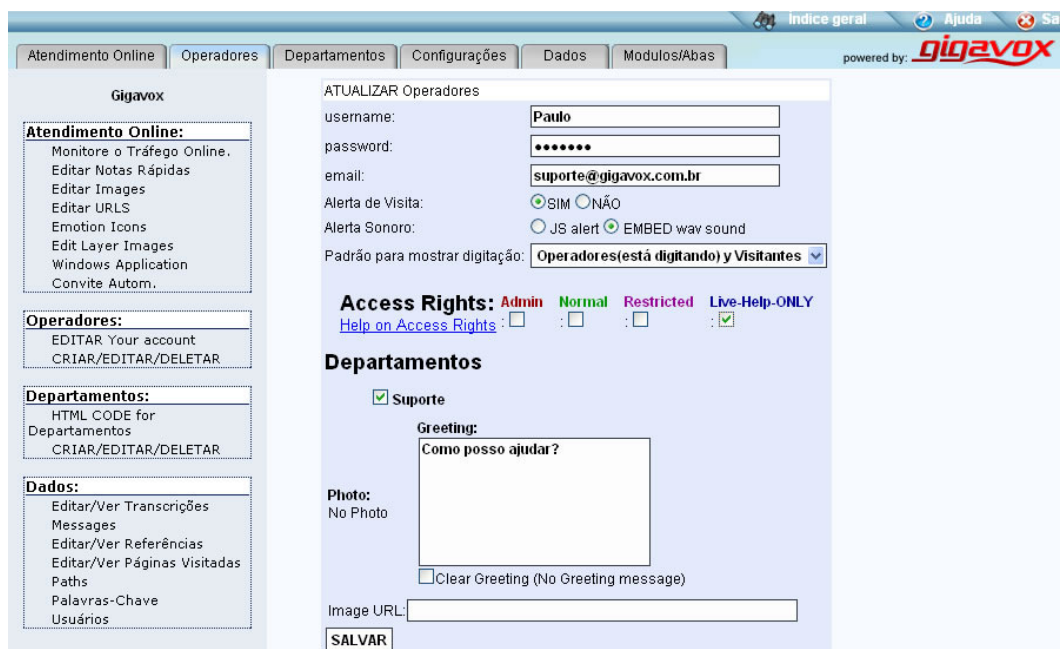 Índice geral Ajuda
Atendimento Online Operadores Departamentos Configurações Dados Modulos/Abas powered by: gigavox
Gigavox
Atendimento Online:
Monitore o Tráfego Online.
Editar Notas Rápidas
Editar Images
Editar URLS
Emotion Icons
Edit Layer Images
Windows Application
Convite Autom.
Operadores:
EDITAR Your account
CRIAR/EDITAR/DELETAR
Departamentos:
HTML CODE for
Departamentos
CRIAR/EDITAR/DELETAR
Dados:
Editar/Ver Transcrições
Messages
Editar/Ver Referências
Editar/Ver Páginas Visitadas
Paths
Palavras-Chave
Usuários
ATUALIZAR Operadores
username: Paulo
password: •••••••
email: suporte@gigavox.com.br
Alerta de Visita: SIM NÃO
Alerta Sonoro: JS alert EMBED wav sound
Padrão para mostrar digitação: Operadores(está digitando) y Visitantes
Access Rights: Admin Normal Restricted Live-Help-ONLY
Help on Access Rights : : : :
Departamentos
Suporte
Greeting:
Como posso ajudar?
Photo:
No Photo
Clear Greeting (No Greeting message)
Image URL:
SALVAR